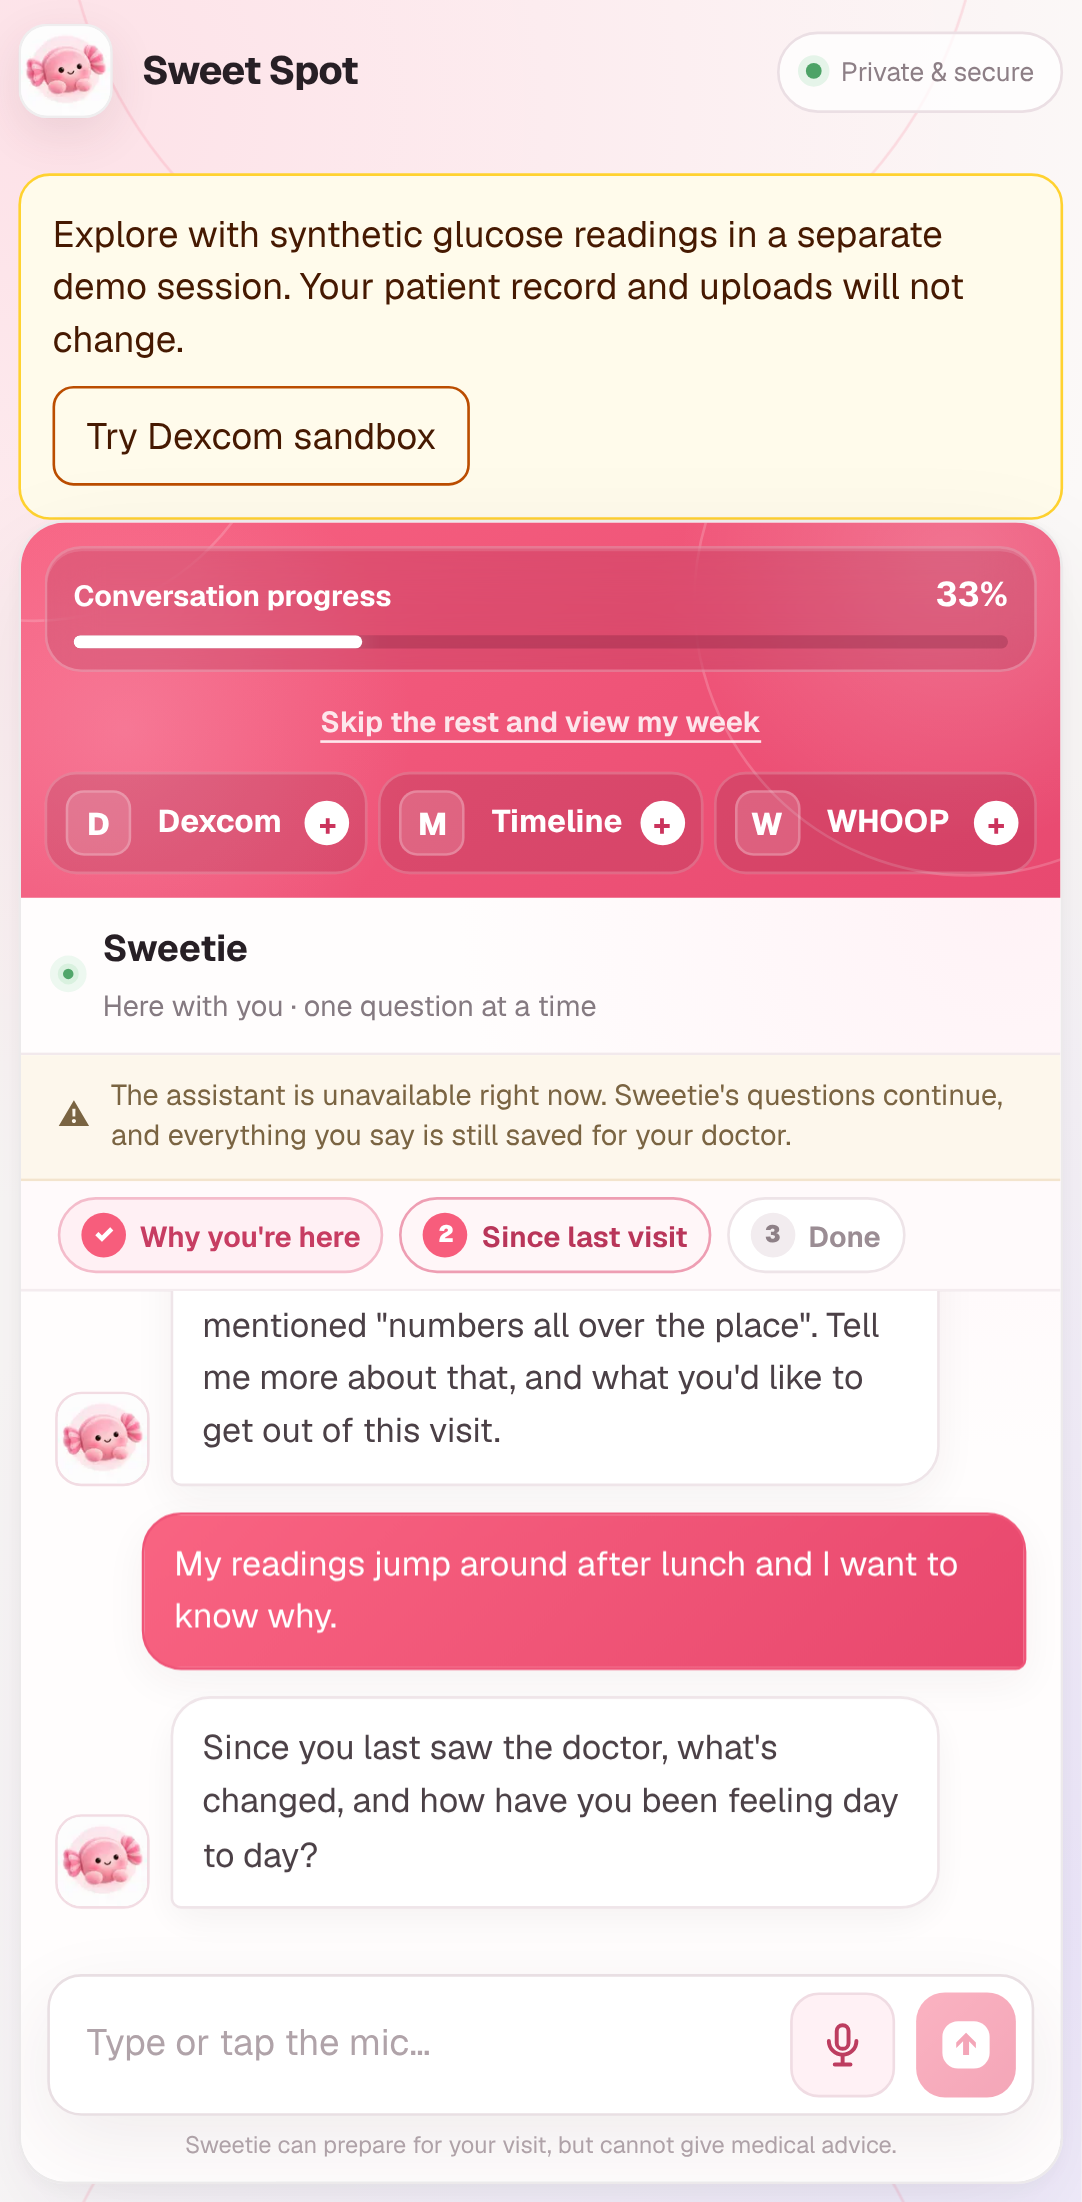 Sweet Spot
Private & secure
Explore with synthetic glucose readings in a separate
demo session. Your patient record and uploads will not
change.
Try Dexcom sandbox
Conversation progress
33%
Skip the rest and view my week
D Dexcom +
M Timeline +
W WHOOP +
Sweetie
Here with you · one question at a time
The assistant is unavailable right now. Sweetie's questions continue,
and everything you say is still saved for your doctor.
Why you're here
2 Since last visit
3 Done
mentioned "numbers all over the place". Tell
me more about that, and what you'd like to
get out of this visit.
My readings jump around after lunch and I want to
know why.
Since you last saw the doctor, what's
changed, and how have you been feeling day
to day?
Type or tap the mic...
Sweetie can prepare for your visit, but cannot give medical advice.